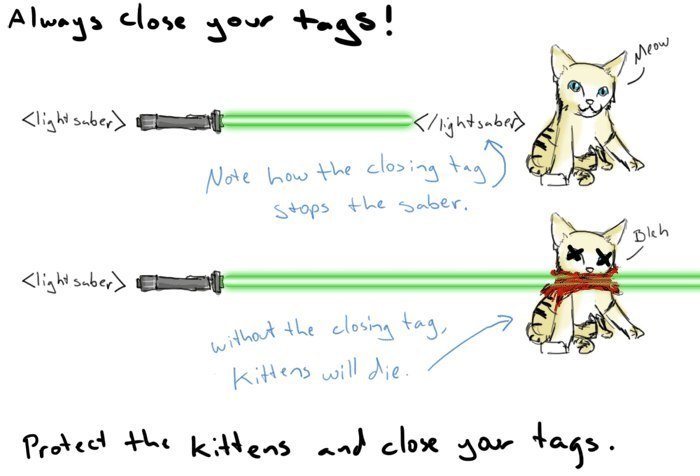 Always close your tags!
Meow
<lightsaber> </lightsaber>
Note how the closing tag
stops the saber.
Bleh
<lightsaber>
without the closing tag,
kittens will die.
Protect the kittens and close your tags.